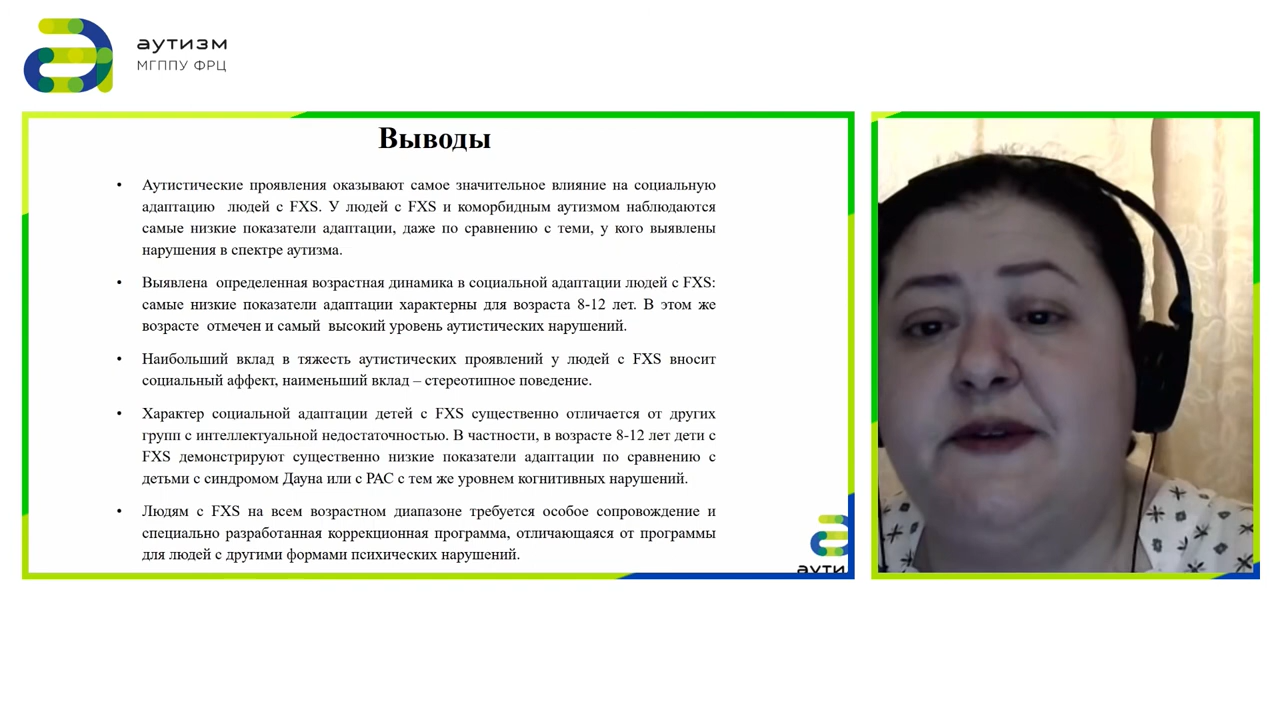 аутизм
МГППУ ФРЦ
Выводы
• Аутистические проявления оказывают самое значительное влияние на социальную
адаптацию людей с FXS. У людей с FXS и коморбидным аутизмом наблюдаются
самые низкие показатели адаптации, даже по сравнению с теми, у кого выявлены
нарушения в спектре аутизма.
• Выявлена определенная возрастная динамика в социальной адаптации людей с FXS:
самые низкие показатели адаптации характерны для возраста 8-12 лет. В этом же
возрасте отмечен и самый высокий уровень аутистических нарушений.
• Наибольший вклад в тяжесть аутистических проявлений у людей с FXS вносит
социальный аффект, наименьший вклад – стереотипное поведение.
• Характер социальной адаптации детей с FXS существенно отличается от других
групп с интеллектуальной недостаточностью. В частности, в возрасте 8-12 лет дети с
FXS демонстрируют существенно низкие показатели адаптации по сравнению с
детьми с синдромом Дауна или с РАС с тем же уровнем когнитивных нарушений.
• Людям с FXS на всем возрастном диапазоне требуется особое сопровождение и
специально разработанная коррекционная программа, отличающаяся от программы
для людей с другими формами психических нарушений.
аути